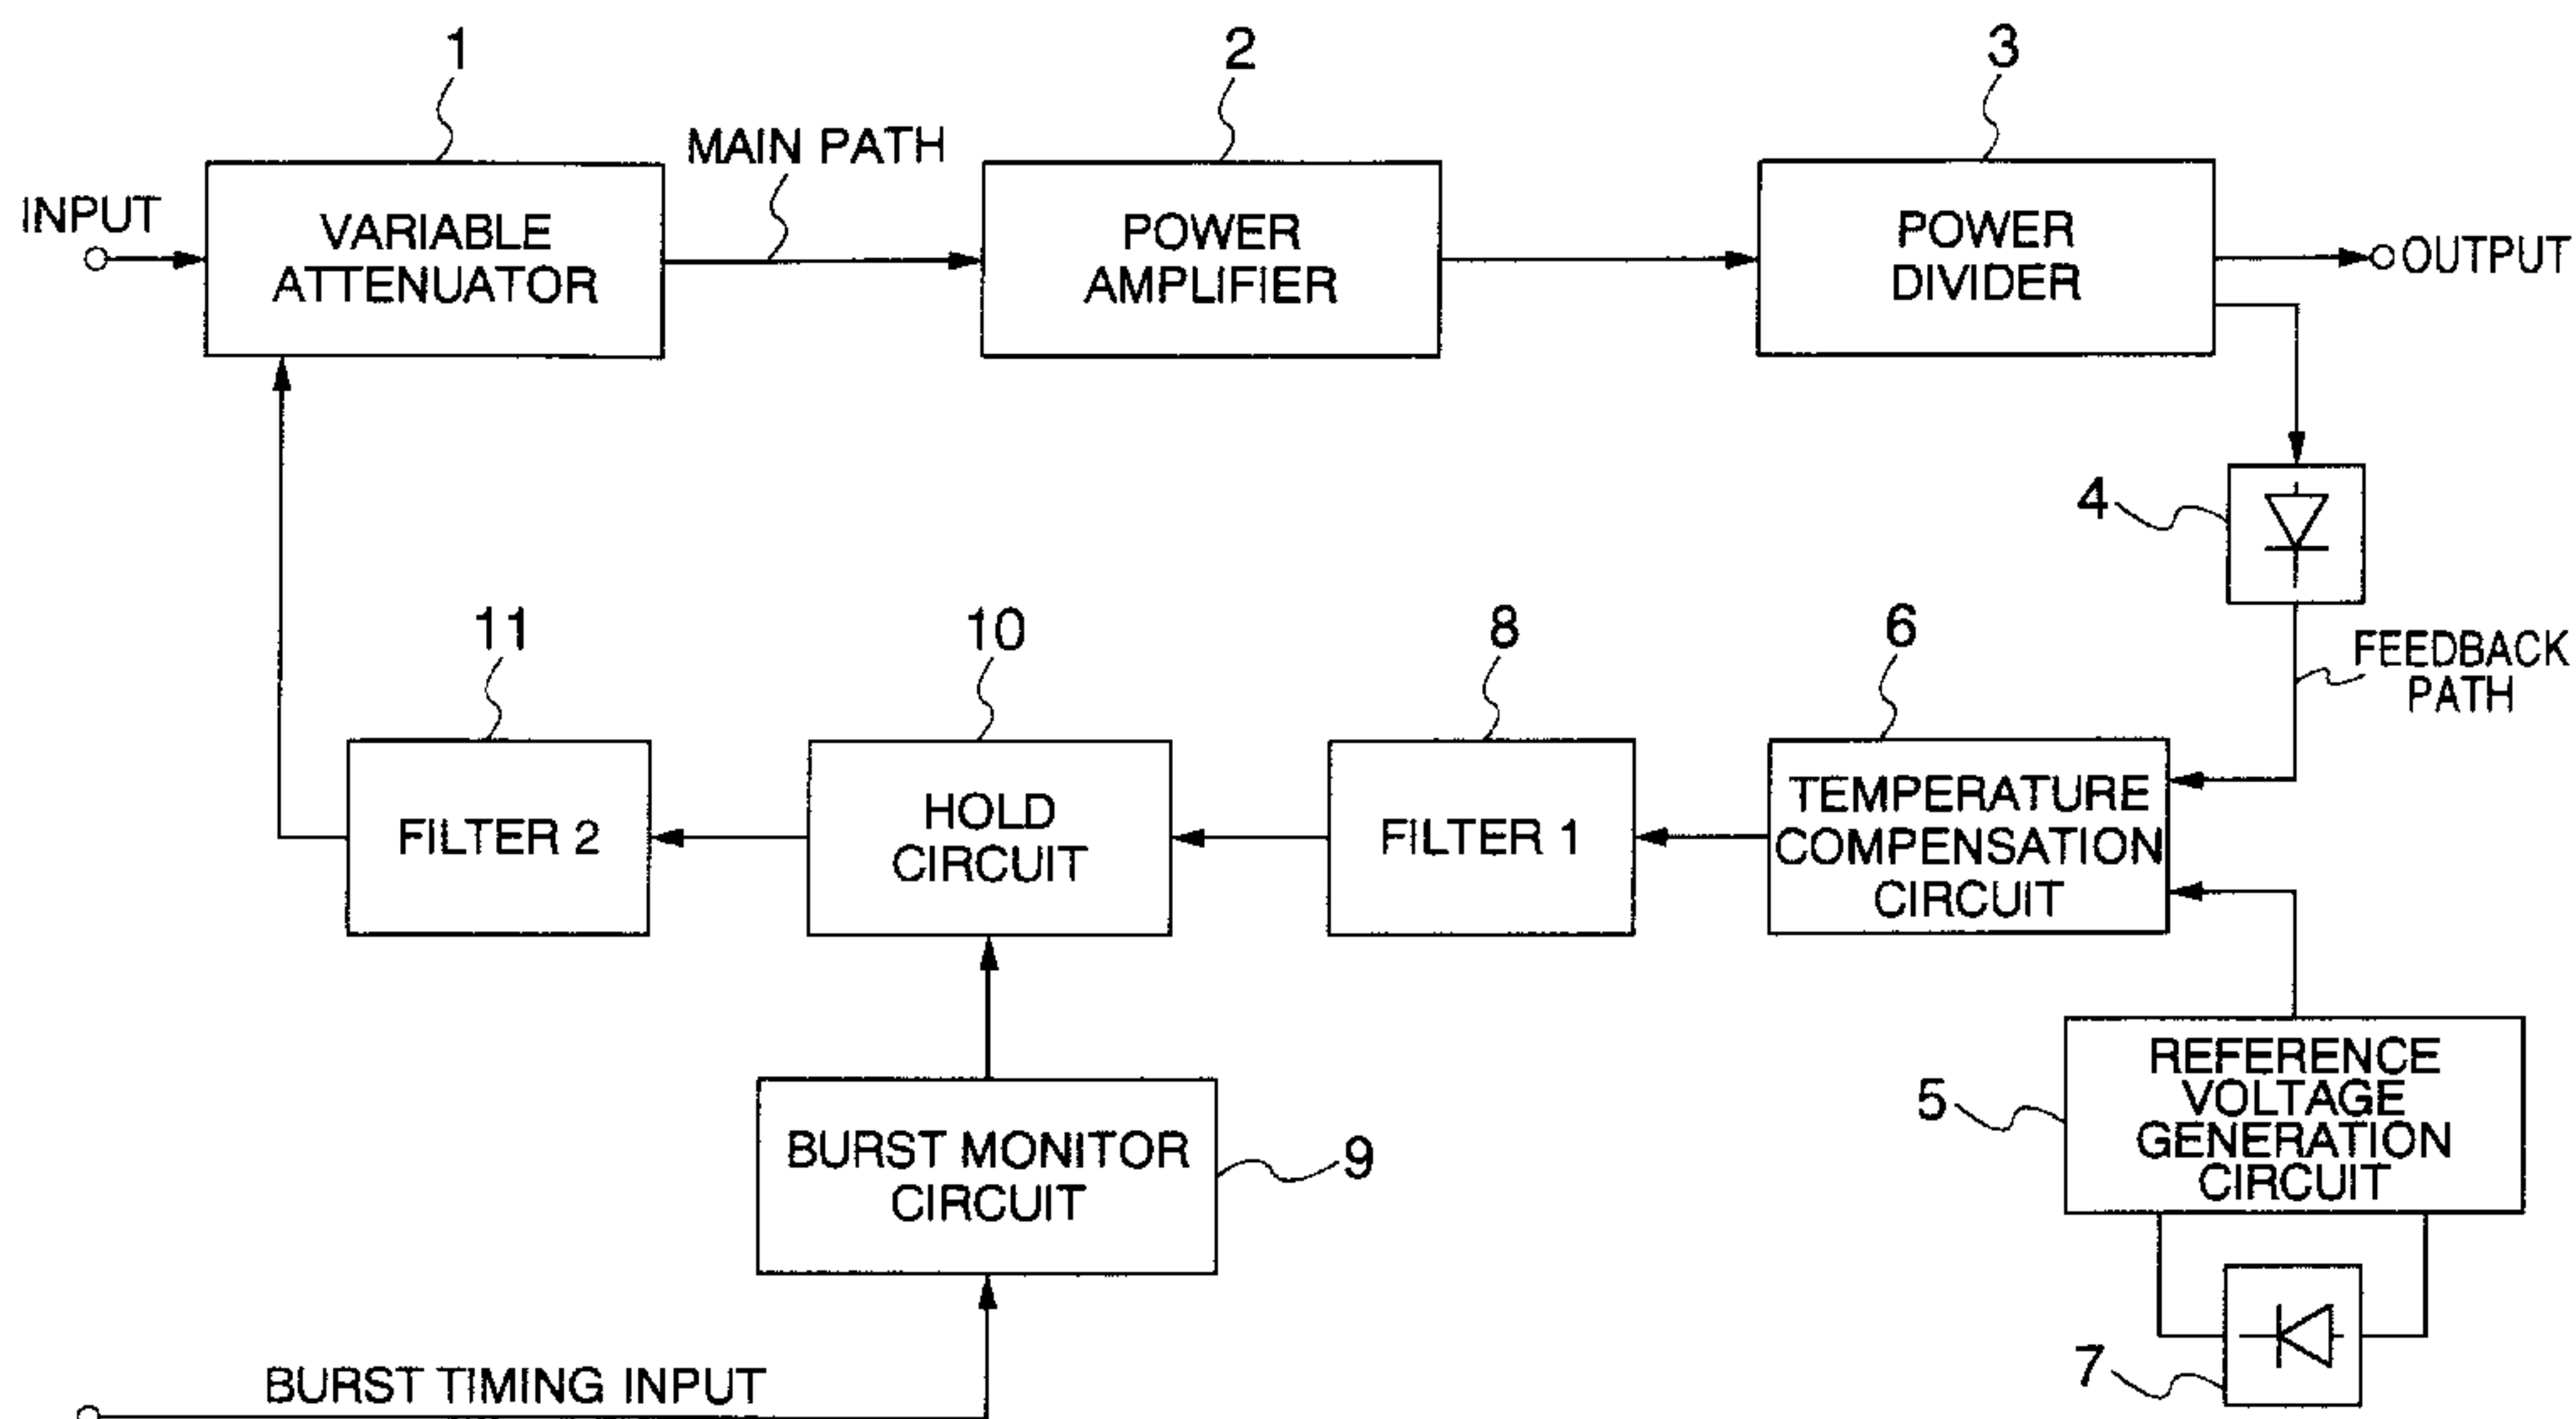 1
2
3
MAIN PATH
INPUT
VARIABLE
ATTENUATOR
POWER
AMPLIFIER
POWER
DIVIDER
OUTPUT
4
FEEDBACK
PATH
11
10
8
6
FILTER 2
HOLD
CIRCUIT
FILTER 1
TEMPERATURE
COMPENSATION
CIRCUIT
BURST MONITOR
CIRCUIT
9
5
REFERENCE
VOLTAGE
GENERATION
CIRCUIT
7
BURST TIMING INPUT